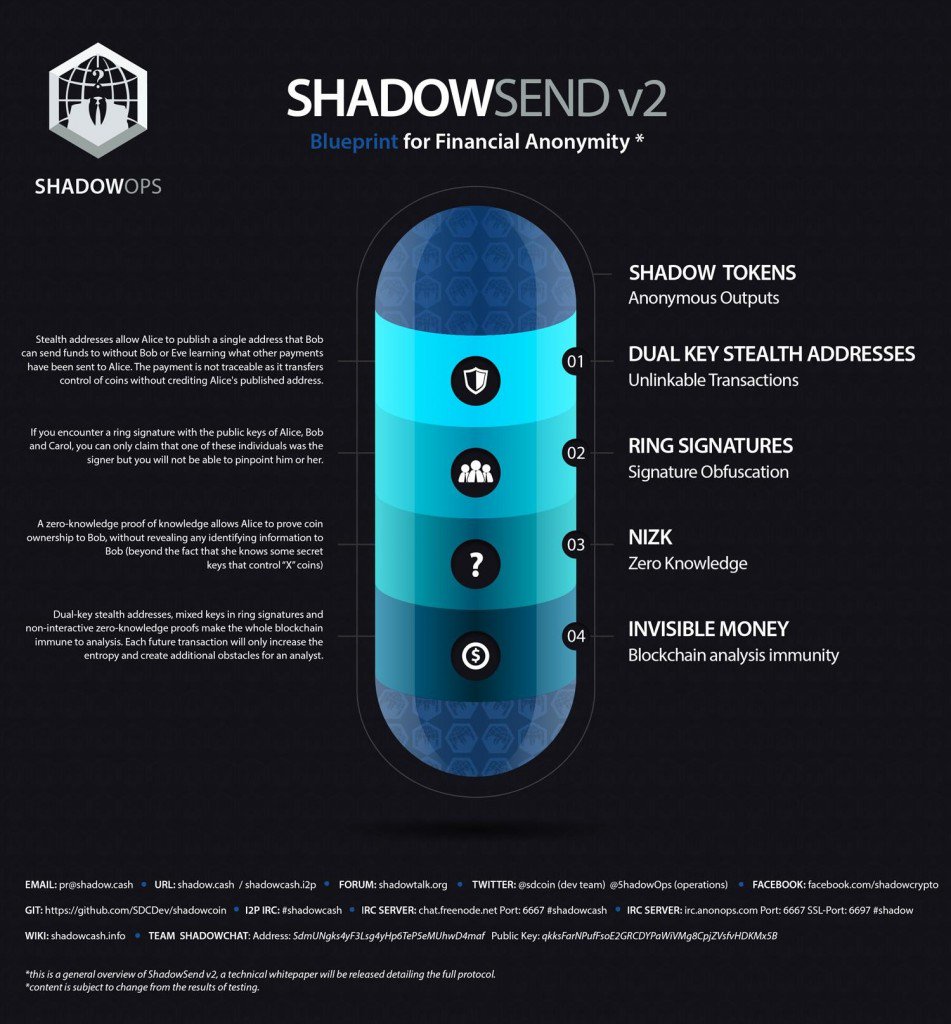 SHADOWSEND v2
Blueprint for Financial Anonymity *
?
SHADOWOPS
SHADOW TOKENS
Anonymous Outputs
Stealth addresses allow Alice to publish a single address that Bob
can send funds to without Bob or Eve learning what other payments
have been sent to Alice. The payment is not traceable as it transfers
control of coins without crediting Alice's published address.
01
DUAL KEY STEALTH ADDRESSES
Unlinkable Transactions
If you encounter a ring signature with the public keys of Alice, Bob
and Carol, you can only claim that one of these individuals was the
signer but you will not be able to pinpoint him or her.
02
RING SIGNATURES
Signature Obfuscation
A zero-knowledge proof of knowledge allows Alice to prove coin
ownership to Bob, without revealing any identifying information to
Bob (beyond the fact that she knows some secret
keys that control "X" coins)
?
03
NIZK
Zero Knowledge
Dual-key stealth addresses, mixed keys in ring signatures and
non-interactive zero-knowledge proofs make the whole blockchain
immune to analysis. Each future transaction will only increase the
entropy and create additional obstacles for an analyst.
$
04
INVISIBLE MONEY
Blockchain analysis immunity
EMAIL: pr@shadow.cash • URL: shadow.cash / shadowcash.i2p • FORUM: shadowtalk.org • TWITTER: @sdcoin (dev team) @5hadowOps (operations) • FACEBOOK: facebook.com/shadowcrypto
GIT: https://github.com/SDCDev/shadowcoin • I2P IRC: #shadowcash • IRC SERVER: chat.freenode.net Port: 6667 #shadowcash • IRC SERVER: irc.anonops.com Port: 6667 SSL-Port: 6697 #shadow
WIKI: shadowcash.info • TEAM SHADOWCHAT: Address: SdmUNgks4yF3Lsg4yHp6TeP5eMUhwD4maf Public Key: qkksFarNPufFsoE2GRCDYPaWiVMg8CpjZVsfvHDKMx5B
*this is a general overview of ShadowSend v2, a technical whitepaper will be released detailing the full protocol.
*content is subject to change from the results of testing.